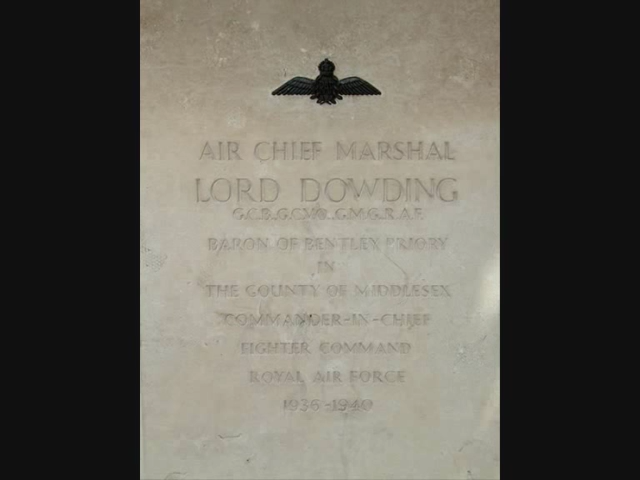 AIR CHIEF MARSHAL
LORD DOWDING
G.C.B., G.C.V.O., C.M.G., R.A.F.
BARON OF BENTLEY PRIORY
IN
THE COUNTY OF MIDDLESEX
COMMANDER-IN-CHIEF
FIGHTER COMMAND
ROYAL AIR FORCE
1936-1940